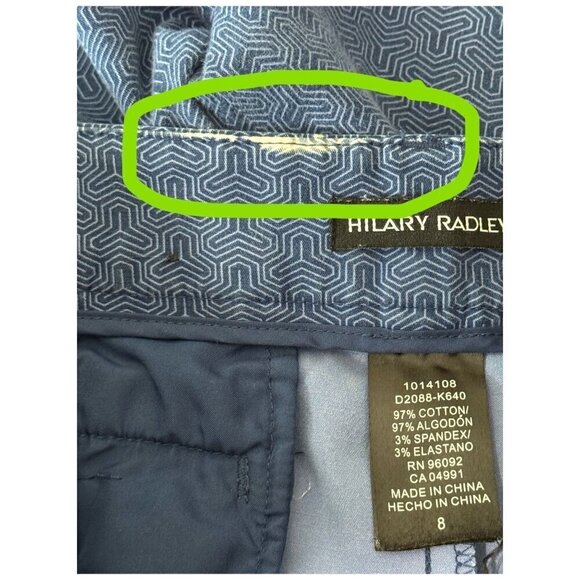 HILARY RADLEY
1014108
D2088-K640
97% COTTON/
97% ALGODÓN
3% SPANDEX/
3% ELASTANO
RN 96092
CA 04991
MADE IN CHINA
HECHO IN CHINA
8